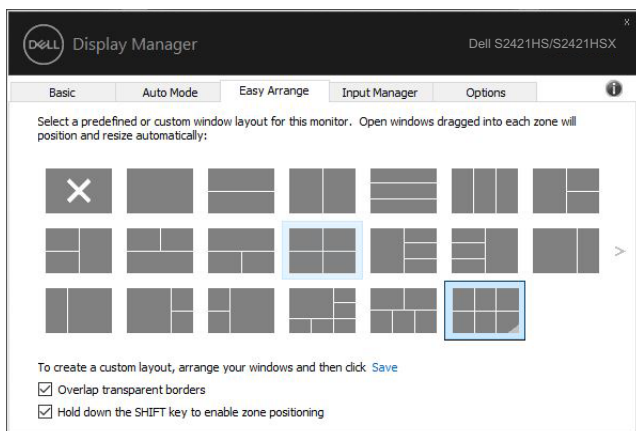 DELL Display Manager
Dell S2421HS/S2421HSX
x
Basic Auto Mode Easy Arrange Input Manager Options i
Select a predefined or custom window layout for this monitor. Open windows dragged into each zone will
position and resize automatically:
>
To create a custom layout, arrange your windows and then click Save
Overlap transparent borders
Hold down the SHIFT key to enable zone positioning